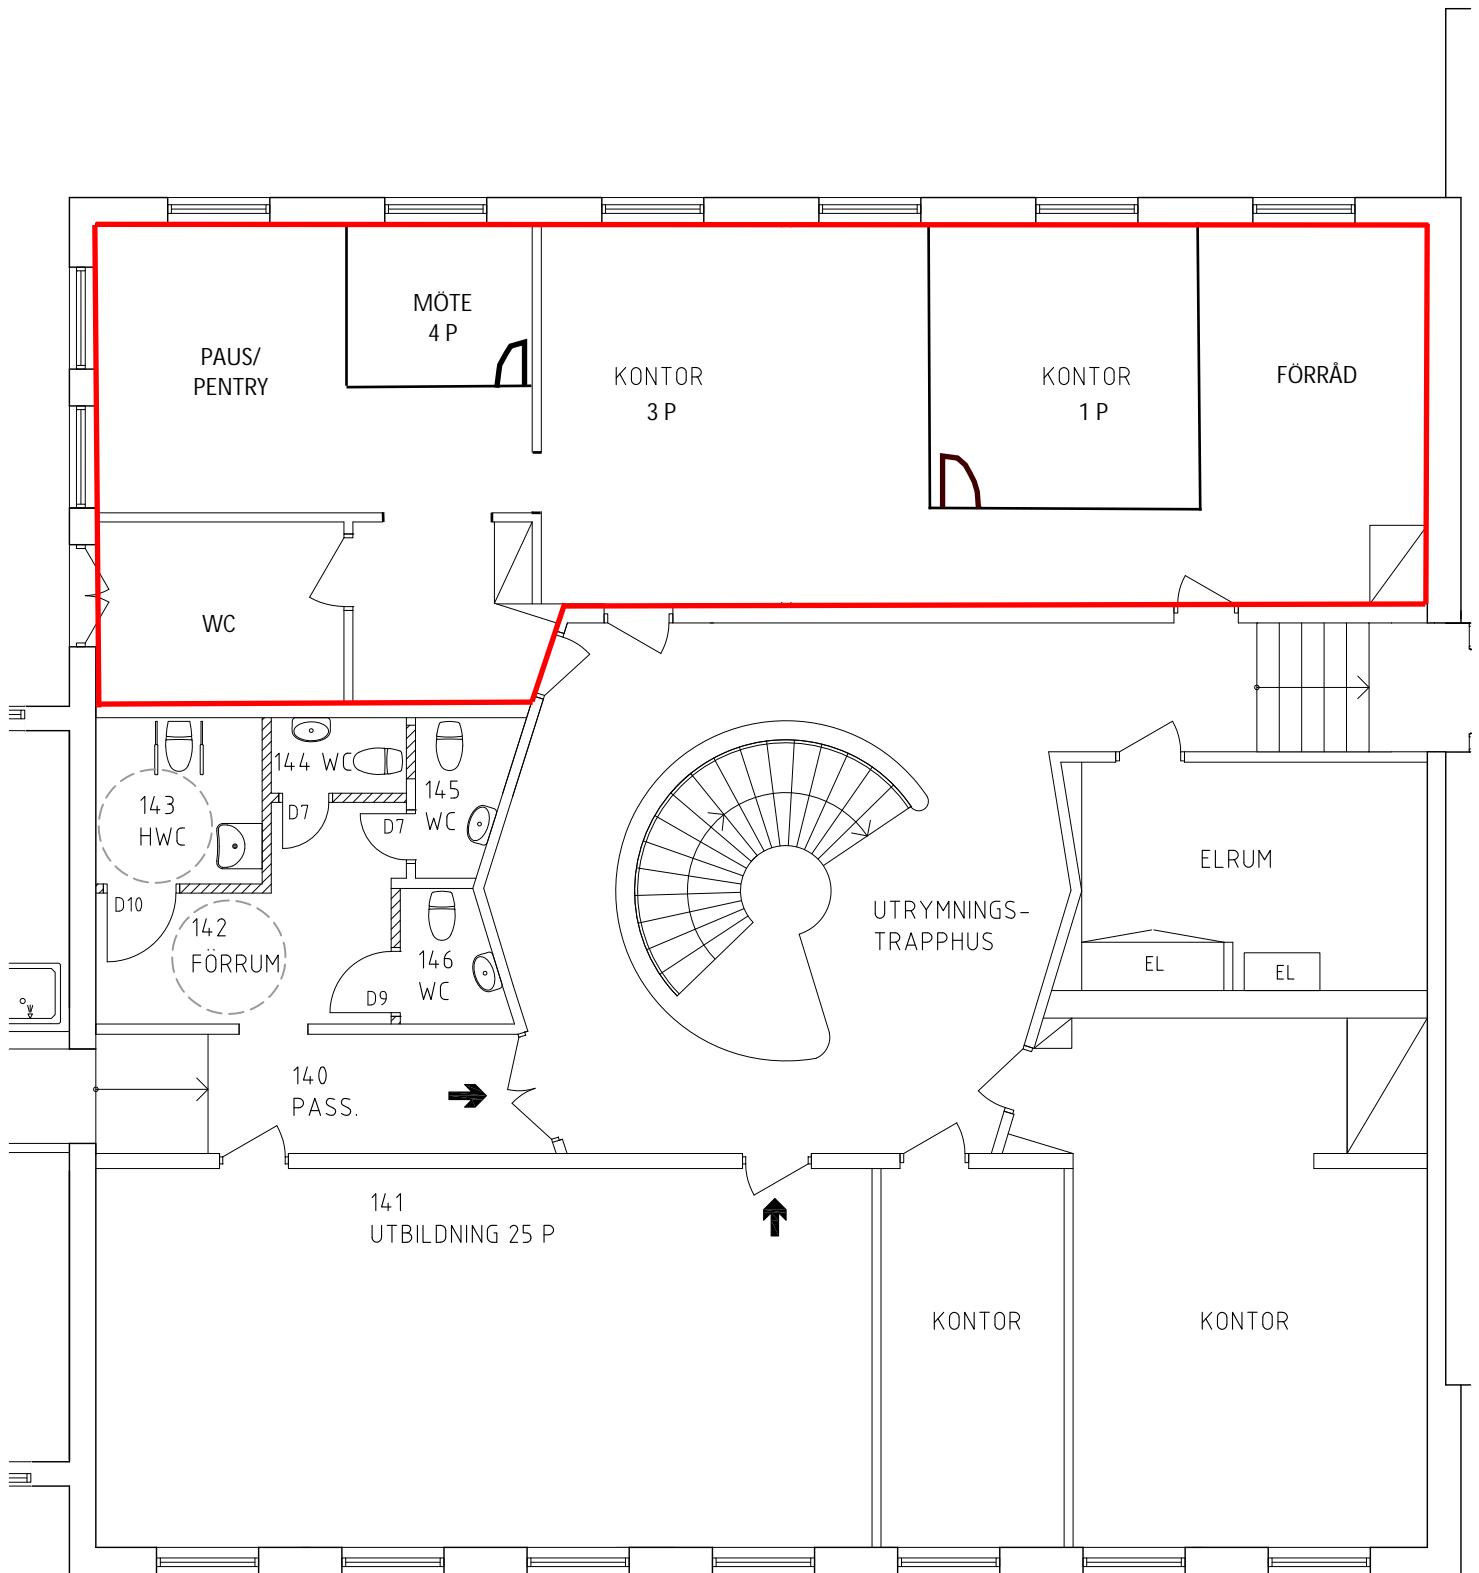 MÖTE
4 P
PAUS/
PENTRY
KONTOR
3 P
KONTOR
1 P
FÖRRÅD
WC
144 WC
143
HWC
D7
145
WC
D7
D10
142
FÖRRUM
146
WC
D9
UTRYMNINGS-
TRAPPHUS
ELRUM
EL
EL
140
PASS.
141
UTBILDNING 25 P
KONTOR
KONTOR